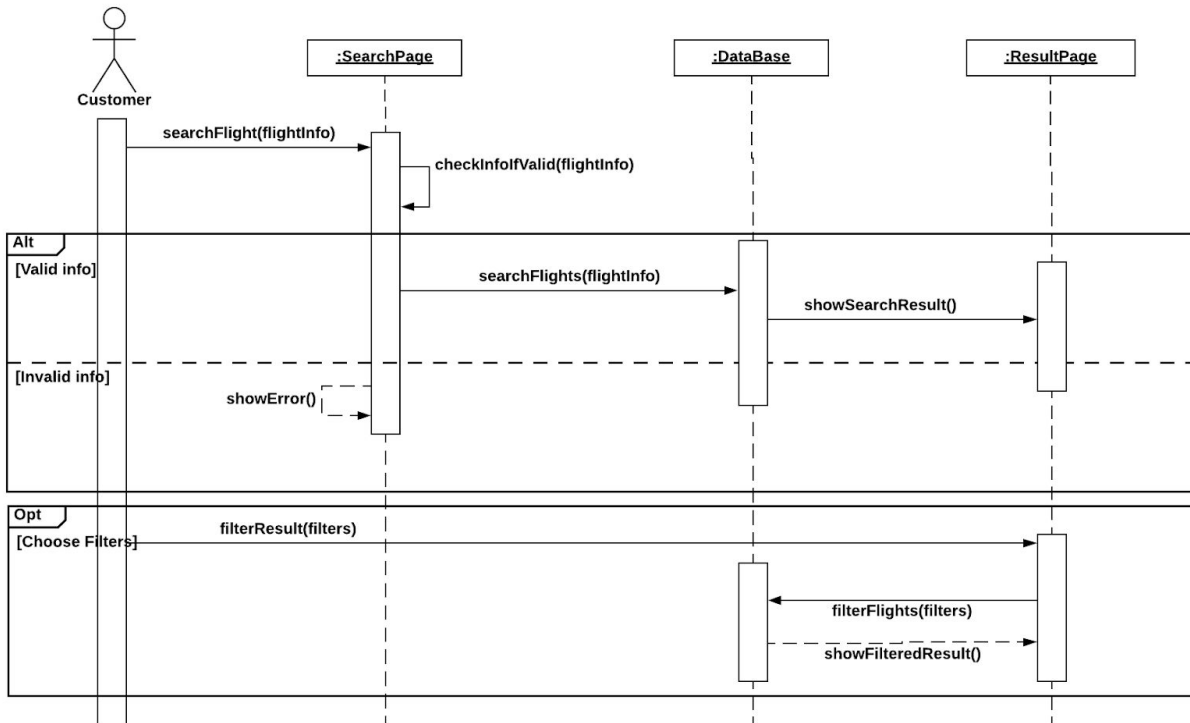 :SearchPage
:DataBase
:ResultPage
Customer
searchFlight(flightInfo)
checkInfoIfValid(flightInfo)
Alt
[Valid info]
searchFlights(flightInfo)
showSearchResult()
[Invalid info]
showError()
Opt
[Choose Filters]
filterResult(filters)
filterFlights(filters)
showFilteredResult()